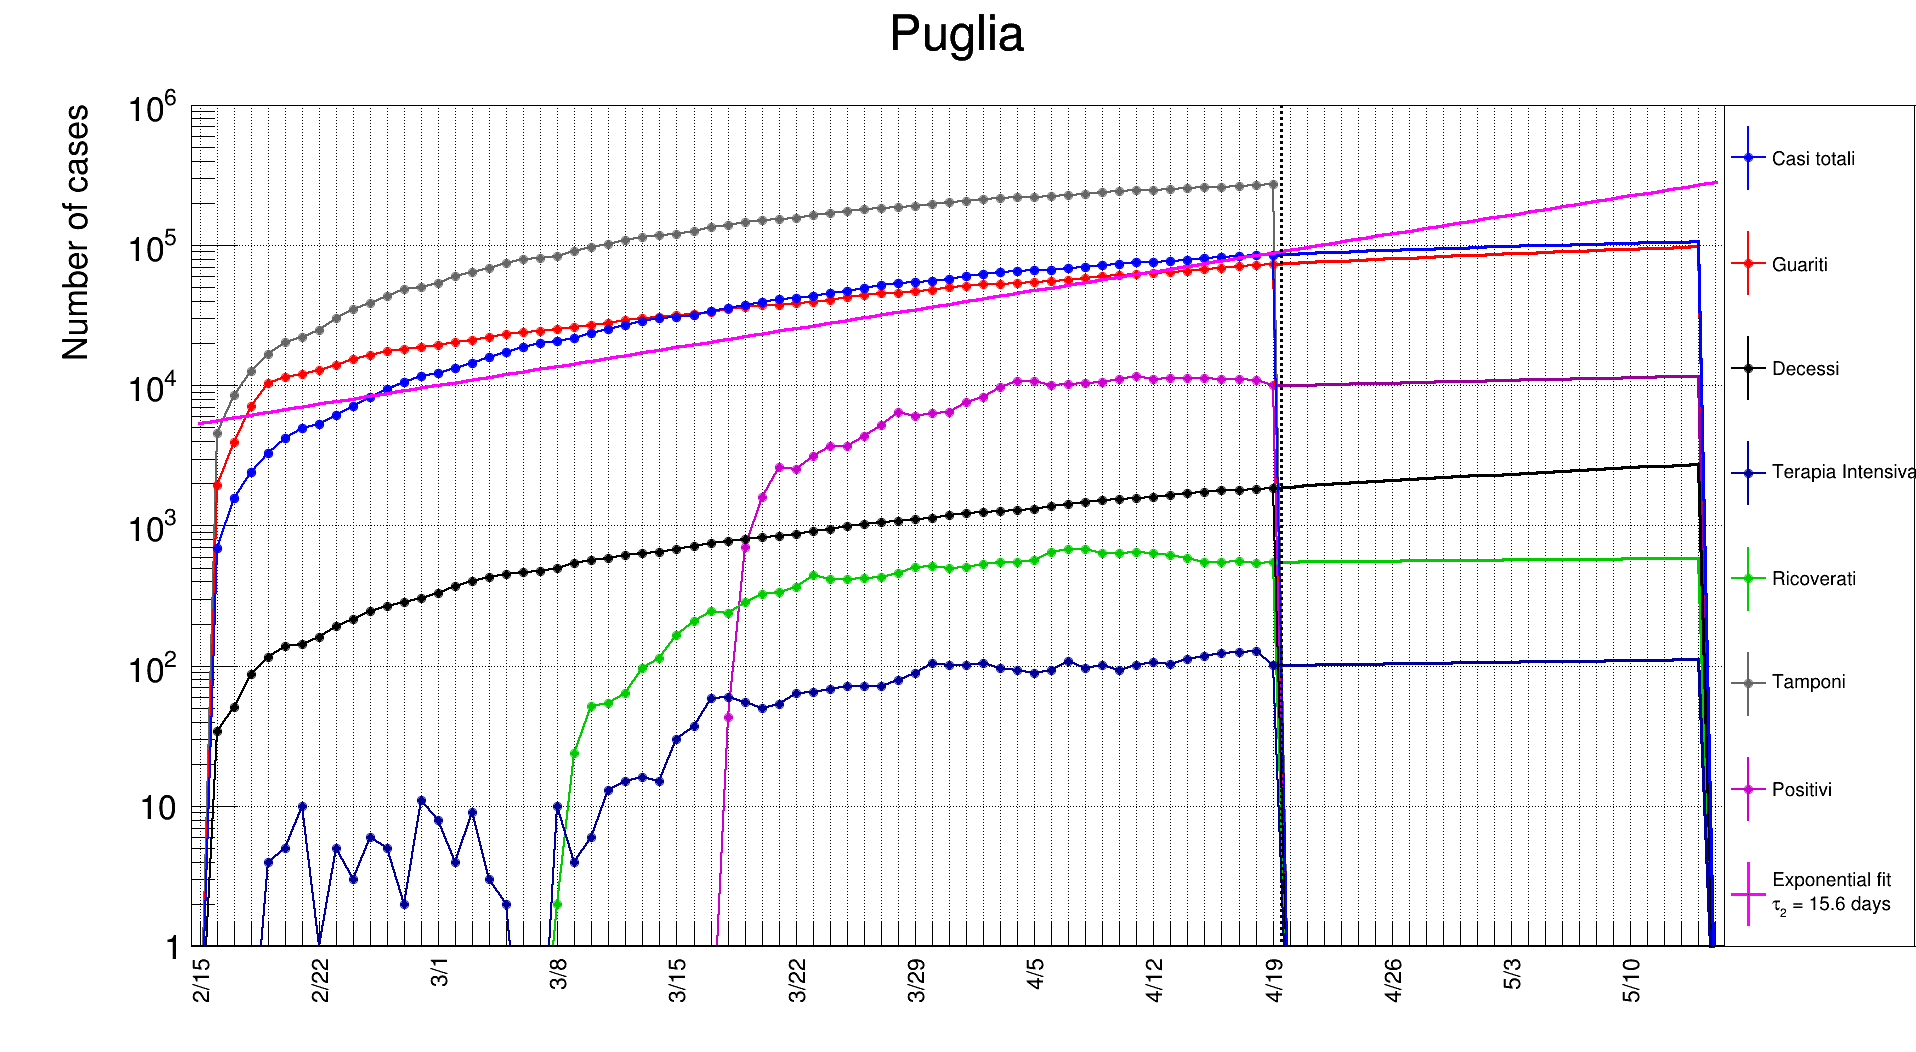 Puglia
Number of cases
10^6
10^5
10^4
10^3
10^2
10
1
2/15
2/22
3/1
3/8
3/15
3/22
3/29
4/5
4/12
4/19
4/26
5/3
5/10
Casi totali
Guariti
Decessi
Terapia Intensiva
Ricoverati
Tamponi
Positivi
Exponential fit
τ₂ = 15.6 days